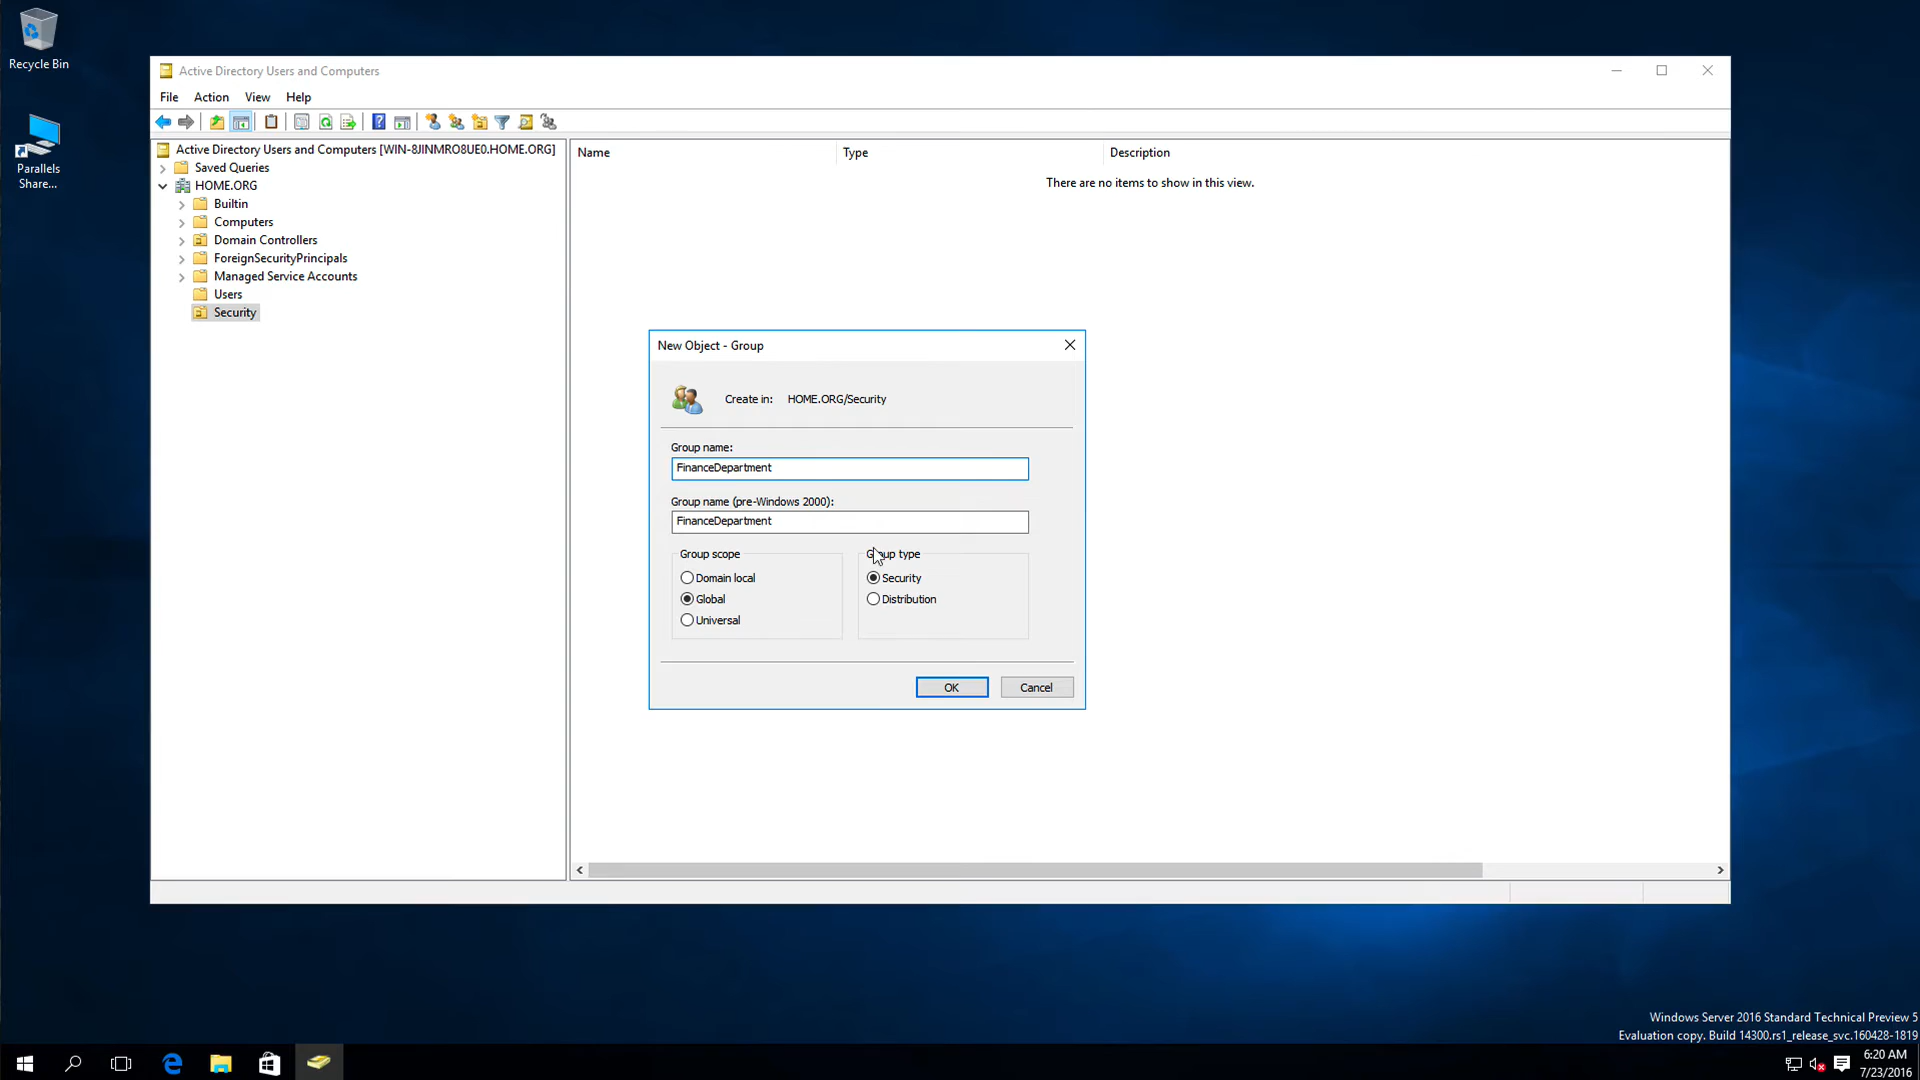 Recycle Bin
Parallels
Share...
Active Directory Users and Computers
File Action View Help
Active Directory Users and Computers [WIN-8JINMRO8UE0.HOME.ORG]
Saved Queries
HOME.ORG
Builtin
Computers
Domain Controllers
ForeignSecurityPrincipals
Managed Service Accounts
Users
Security
Name Type Description
There are no items to show in this view.
New Object - Group
Create in: HOME.ORG/Security
Group name:
FinanceDepartment
Group name (pre-Windows 2000):
FinanceDepartment
Group scope
Domain local
Global
Universal
Group type
Security
Distribution
OK Cancel
Windows Server 2016 Standard Technical Preview 5
Evaluation copy. Build 14300.rs1_release_svc.160428-1819
6:20 AM
7/23/2016